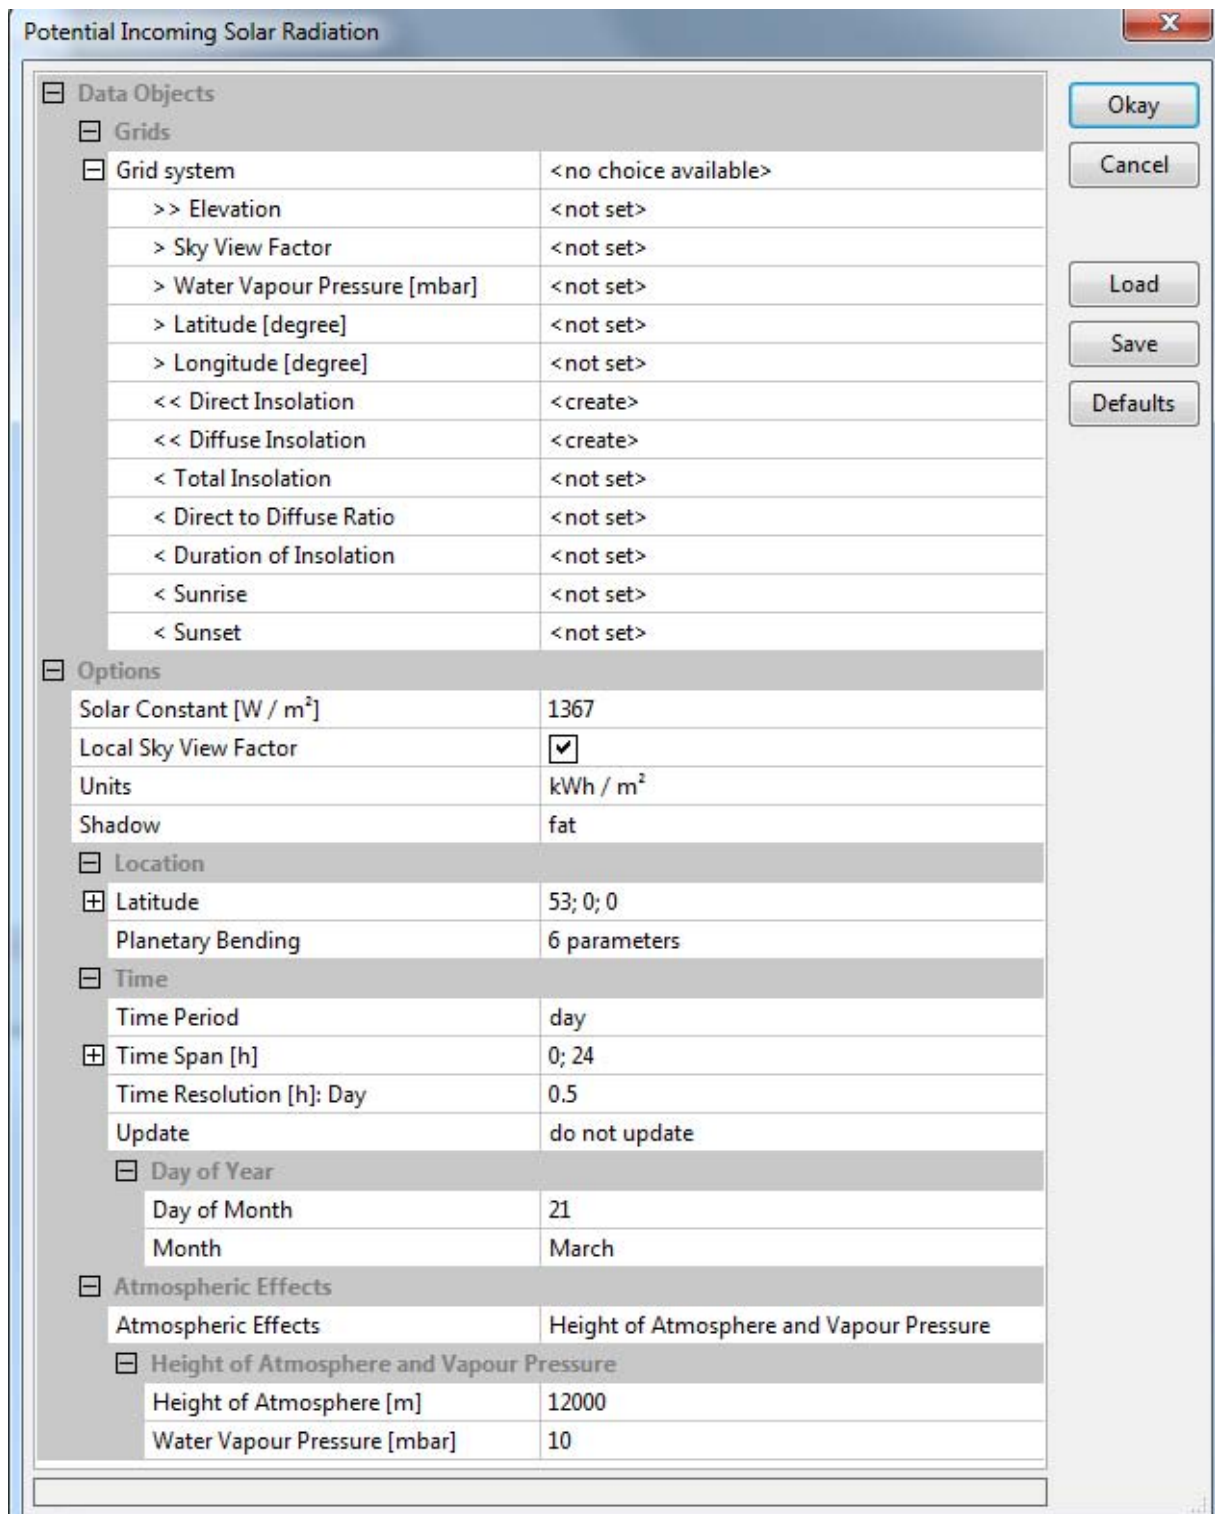 Potential Incoming Solar Radiation
X
Data Objects
Okay
Grids
Grid system <no choice available>
Cancel
>> Elevation <not set>
> Sky View Factor <not set>
> Water Vapour Pressure [mbar] <not set>
Load
> Latitude [degree] <not set>
Save
> Longitude [degree] <not set>
<< Direct Insolation <create>
Defaults
<< Diffuse Insolation <create>
< Total Insolation <not set>
< Direct to Diffuse Ratio <not set>
< Duration of Insolation <not set>
< Sunrise <not set>
< Sunset <not set>
Options
Solar Constant [W / m²] 1367
Local Sky View Factor
Units kWh / m²
Shadow fat
Location
Latitude 53; 0; 0
Planetary Bending 6 parameters
Time
Time Period day
Time Span [h] 0; 24
Time Resolution [h]: Day 0.5
Update do not update
Day of Year
Day of Month 21
Month March
Atmospheric Effects
Atmospheric Effects Height of Atmosphere and Vapour Pressure
Height of Atmosphere and Vapour Pressure
Height of Atmosphere [m] 12000
Water Vapour Pressure [mbar] 10